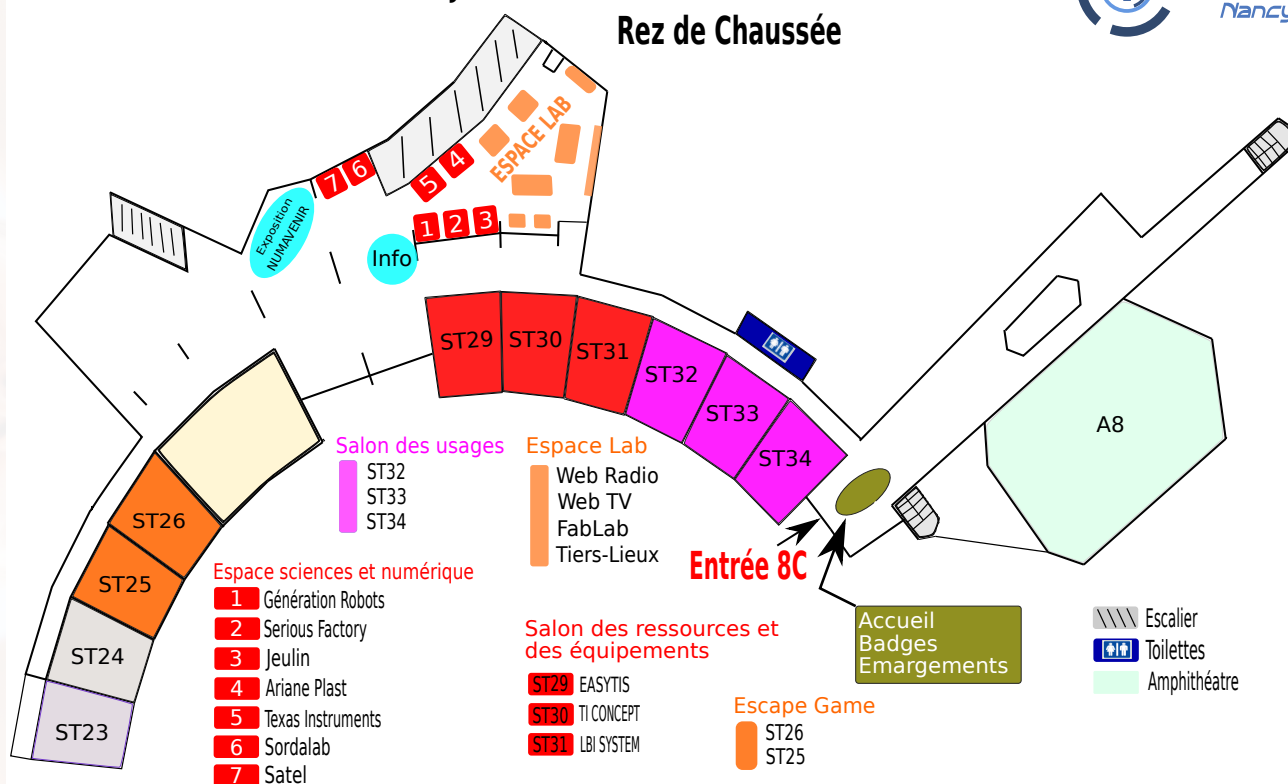 Nancy
Rez de Chaussée
ESPACE LAB
7
6
5
4
1
2
3
Exposition
NUMAVENIR
Info
ST29
ST30
ST31
ST32
ST33
ST34
A8
ST26
ST25
ST24
ST23
Salon des usages
ST32
ST33
ST34
Espace Lab
Web Radio
Web TV
FabLab
Tiers-Lieux
Entrée 8C
Espace sciences et numérique
1 Génération Robots
2 Serious Factory
3 Jeulin
4 Ariane Plast
5 Texas Instruments
6 Sordalab
7 Satel
Salon des ressources et
des équipements
ST29 EASYTIS
ST30 TI CONCEPT
ST31 LBI SYSTEM
Escape Game
ST26
ST25
Accueil
Badges
Emargements
Escalier
Toilettes
Amphithéatre